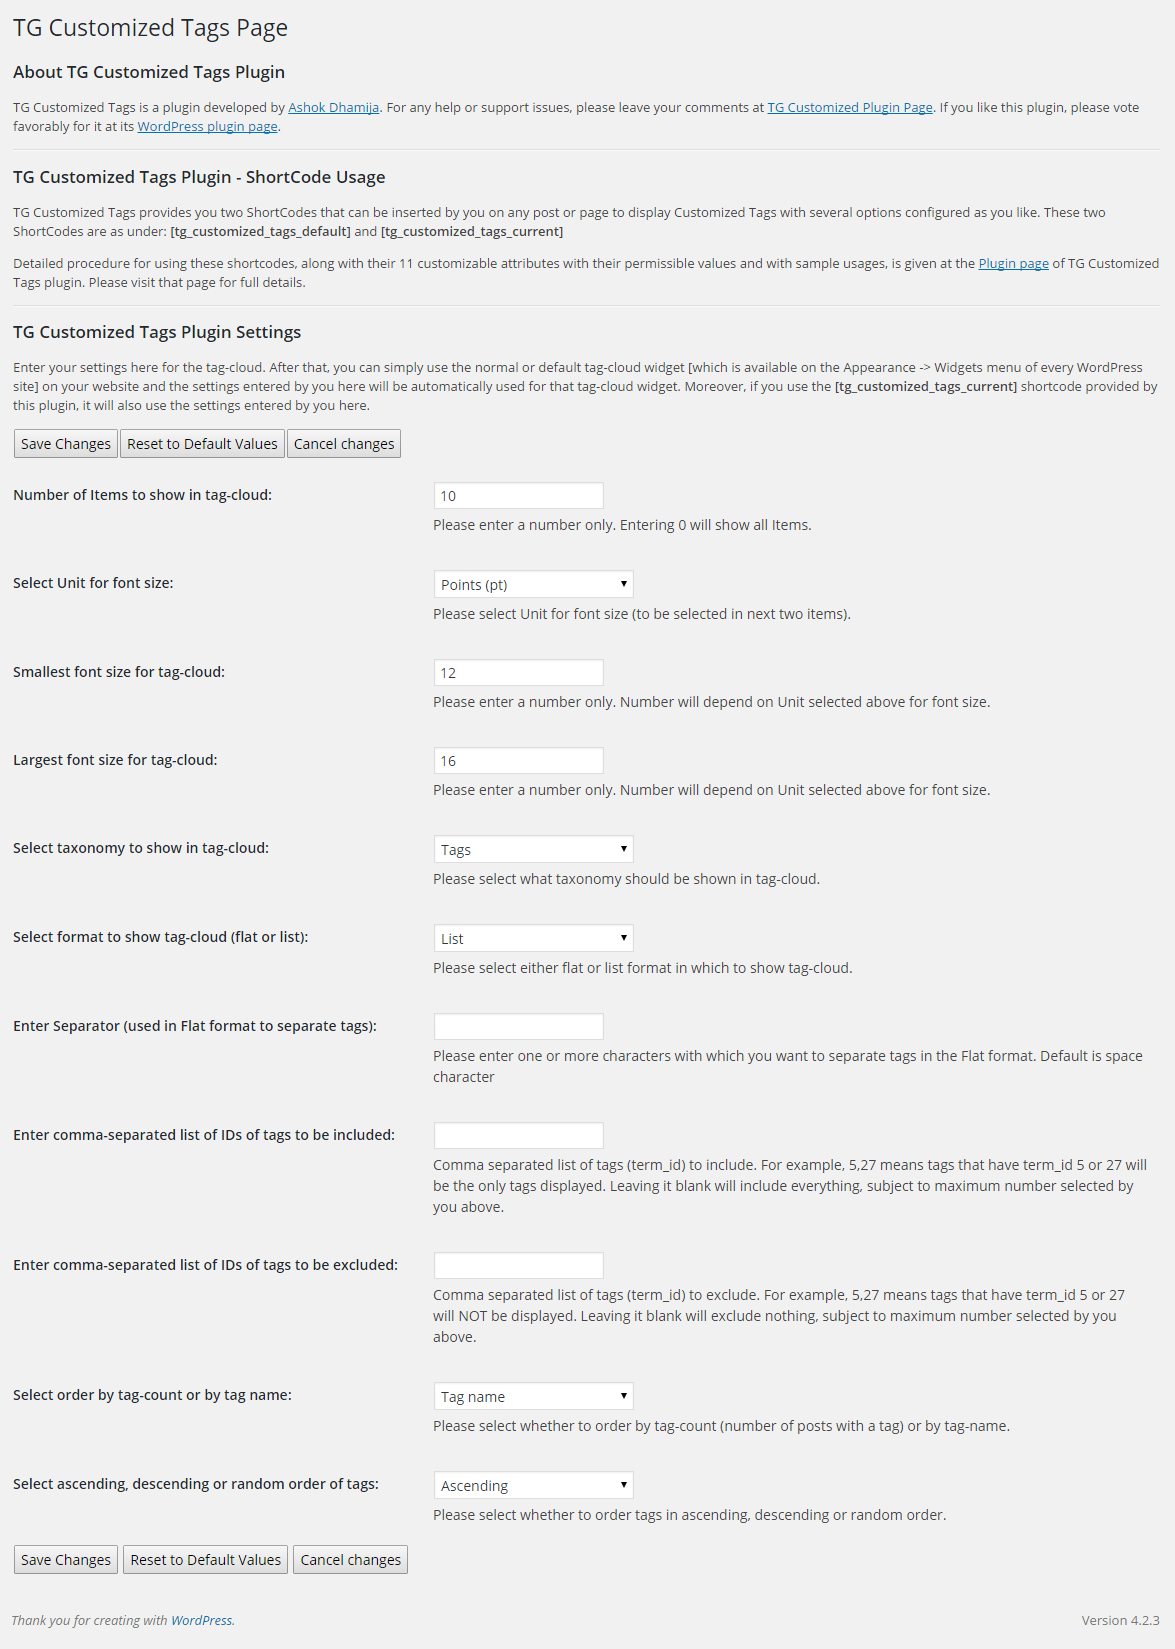 TG Customized Tags Page
About TG Customized Tags Plugin
TG Customized Tags is a plugin developed by Ashok Dhamija. For any help or support issues, please leave your comments at TG Customized Plugin Page. If you like this plugin, please vote
favorably for it at its WordPress plugin page.
TG Customized Tags Plugin - ShortCode Usage
TG Customized Tags provides you two ShortCodes that can be inserted by you on any post or page to display Customized Tags with several options configured as you like. These two
ShortCodes are as under: [tg_customized_tags_default] and [tg_customized_tags_current]
Detailed procedure for using these shortcodes, along with their 11 customizable attributes with their permissible values and with sample usages, is given at the Plugin page of TG Customized
Tags plugin. Please visit that page for full details.
TG Customized Tags Plugin Settings
Enter your settings here for the tag-cloud. After that, you can simply use the normal or default tag-cloud widget [which is available on the Appearance -> Widgets menu of every WordPress
site] on your website and the settings entered by you here will be automatically used for that tag-cloud widget. Moreover, if you use the [tg_customized_tags_current] shortcode provided by
this plugin, it will also use the settings entered by you here.
Save Changes Reset to Default Values Cancel changes
Number of Items to show in tag-cloud: 10
Please enter a number only. Entering 0 will show all Items.
Select Unit for font size: Points (pt)
Please select Unit for font size (to be selected in next two items).
Smallest font size for tag-cloud: 12
Please enter a number only. Number will depend on Unit selected above for font size.
Largest font size for tag-cloud: 16
Please enter a number only. Number will depend on Unit selected above for font size.
Select taxonomy to show in tag-cloud: Tags
Please select what taxonomy should be shown in tag-cloud.
Select format to show tag-cloud (flat or list): List
Please select either flat or list format in which to show tag-cloud.
Enter Separator (used in Flat format to separate tags):
Please enter one or more characters with which you want to separate tags in the Flat format. Default is space
character
Enter comma-separated list of IDs of tags to be included:
Comma separated list of tags (term_id) to include. For example, 5,27 means tags that have term_id 5 or 27 will
be the only tags displayed. Leaving it blank will include everything, subject to maximum number selected by
you above.
Enter comma-separated list of IDs of tags to be excluded:
Comma separated list of tags (term_id) to exclude. For example, 5,27 means tags that have term_id 5 or 27
will NOT be displayed. Leaving it blank will exclude nothing, subject to maximum number selected by you
above.
Select order by tag-count or by tag name: Tag name
Please select whether to order by tag-count (number of posts with a tag) or by tag-name.
Select ascending, descending or random order of tags: Ascending
Please select whether to order tags in ascending, descending or random order.
Save Changes Reset to Default Values Cancel changes
Thank you for creating with WordPress. Version 4.2.3